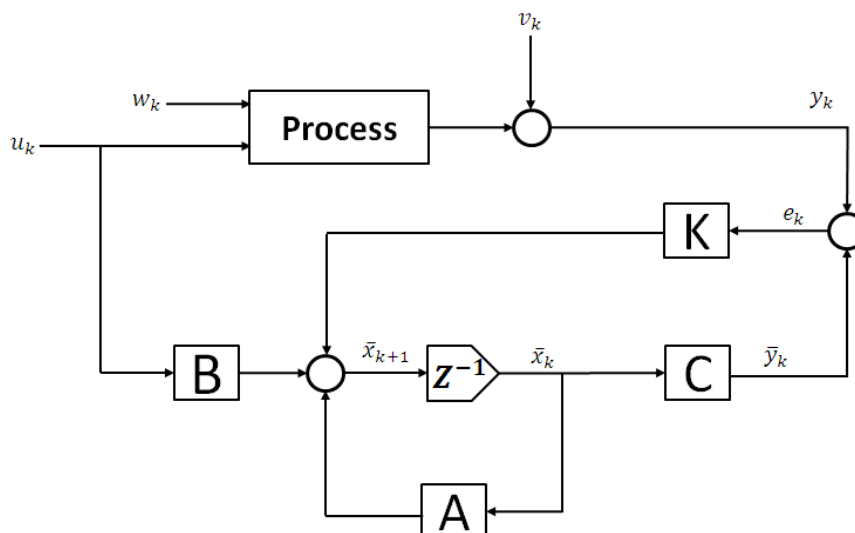 v_k
w_k
Process
y_k
u_k
K
e_k
B
x̄_{k+1}
Z^{-1}
x̄_k
C
ȳ_k
A